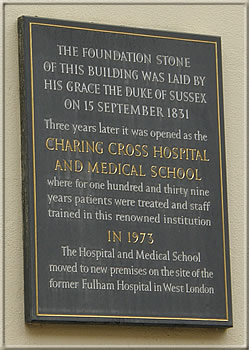 THE FOUNDATION STONE
OF THIS BUILDING WAS LAID BY
HIS GRACE THE DUKE OF SUSSEX
ON 15 SEPTEMBER 1831
Three years later it was opened as the
CHARING CROSS HOSPITAL
AND MEDICAL SCHOOL
where for one hundred and thirty nine
years patients were treated and staff
trained in this renowned institution
IN 1973
The Hospital and Medical School
moved to new premises on the site of the
former Fulham Hospital in West London